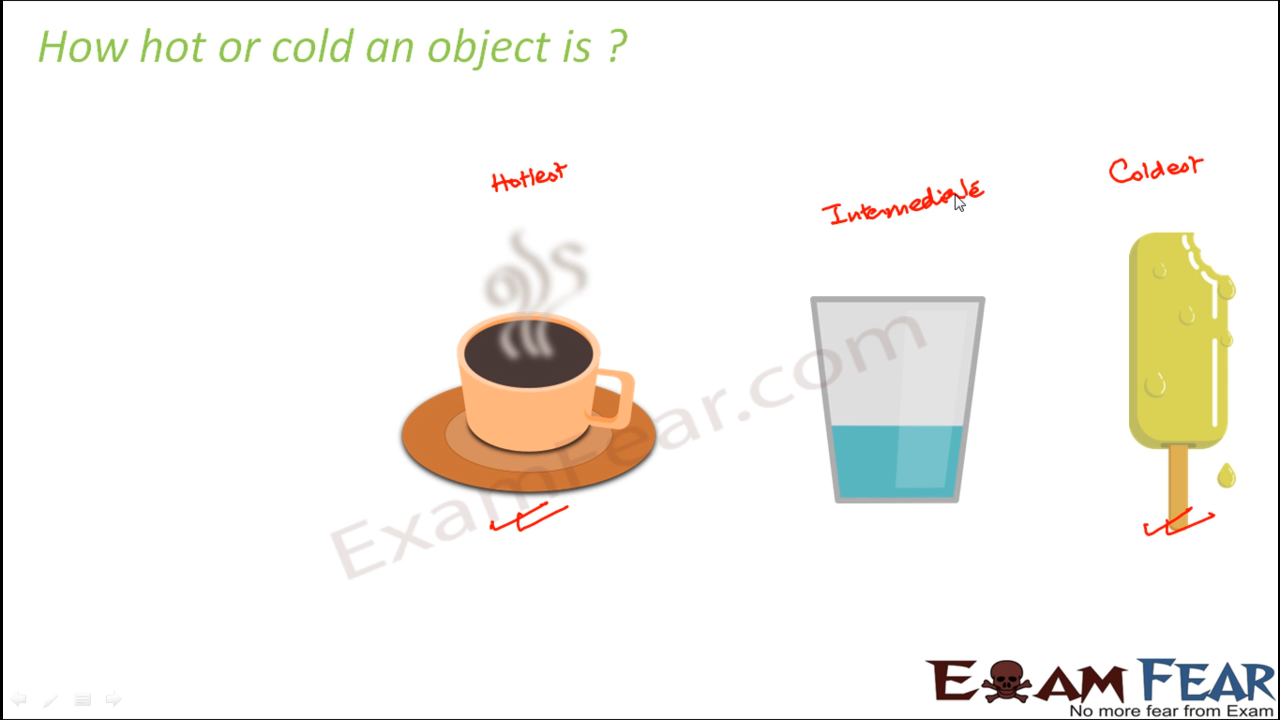 How hot or cold an object is ?
Hottest
Intermediate
Coldest
ExamFear.com
EXAM FEAR
No more fear from Exam